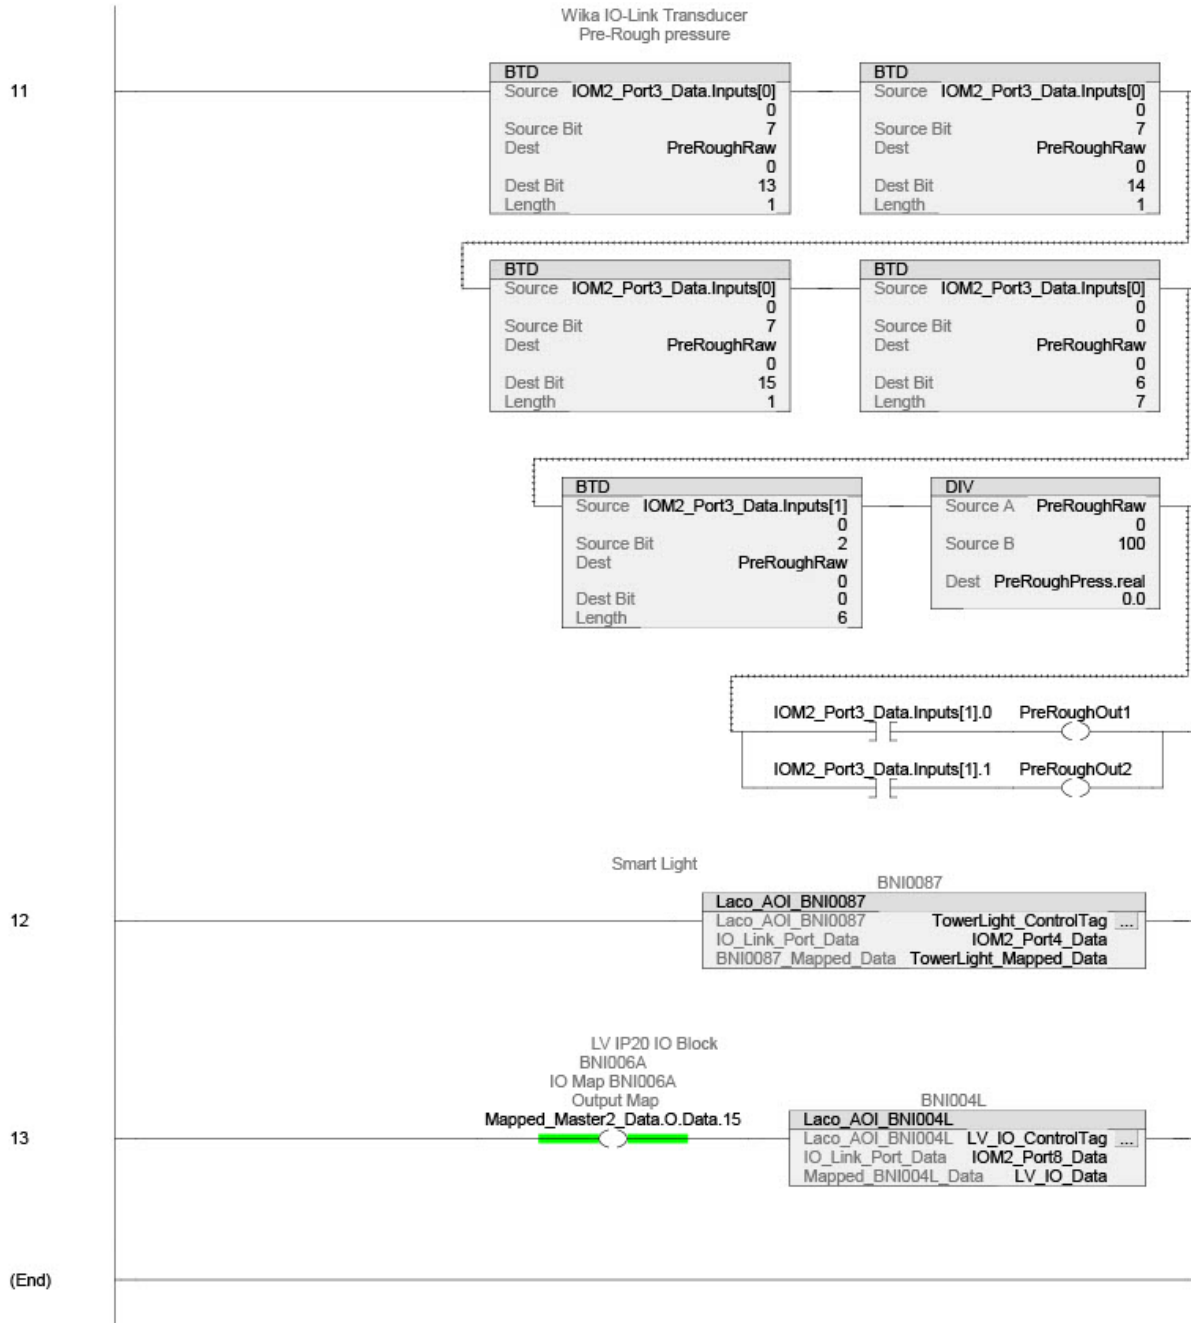 Wika IO-Link Transducer
Pre-Rough pressure
11
BTD
Source IOM2_Port3_Data.Inputs[0]
0
Source Bit 7
Dest PreRoughRaw
0
Dest Bit 13
Length 1
BTD
Source IOM2_Port3_Data.Inputs[0]
0
Source Bit 7
Dest PreRoughRaw
0
Dest Bit 14
Length 1
BTD
Source IOM2_Port3_Data.Inputs[0]
0
Source Bit 7
Dest PreRoughRaw
0
Dest Bit 15
Length 1
BTD
Source IOM2_Port3_Data.Inputs[0]
0
Source Bit 0
Dest PreRoughRaw
0
Dest Bit 6
Length 7
BTD
Source IOM2_Port3_Data.Inputs[1]
0
Source Bit 2
Dest PreRoughRaw
0
Dest Bit 0
Length 6
DIV
Source A PreRoughRaw
0
Source B 100
Dest PreRoughPress.real
0.0
IOM2_Port3_Data.Inputs[1].0 PreRoughOut1
IOM2_Port3_Data.Inputs[1].1 PreRoughOut2
Smart Light
12
BNI0087
Laco_AOI_BNI0087
Laco_AOI_BNI0087 TowerLight_ControlTag ...
IO_Link_Port_Data IOM2_Port4_Data
BNI0087_Mapped_Data TowerLight_Mapped_Data
LV IP20 IO Block
BNI006A
IO Map BNI006A
Output Map
Mapped_Master2_Data.O.Data.15
13
BNI004L
Laco_AOI_BNI004L
Laco_AOI_BNI004L LV_IO_ControlTag ...
IO_Link_Port_Data IOM2_Port8_Data
Mapped_BNI004L_Data LV_IO_Data
(End)